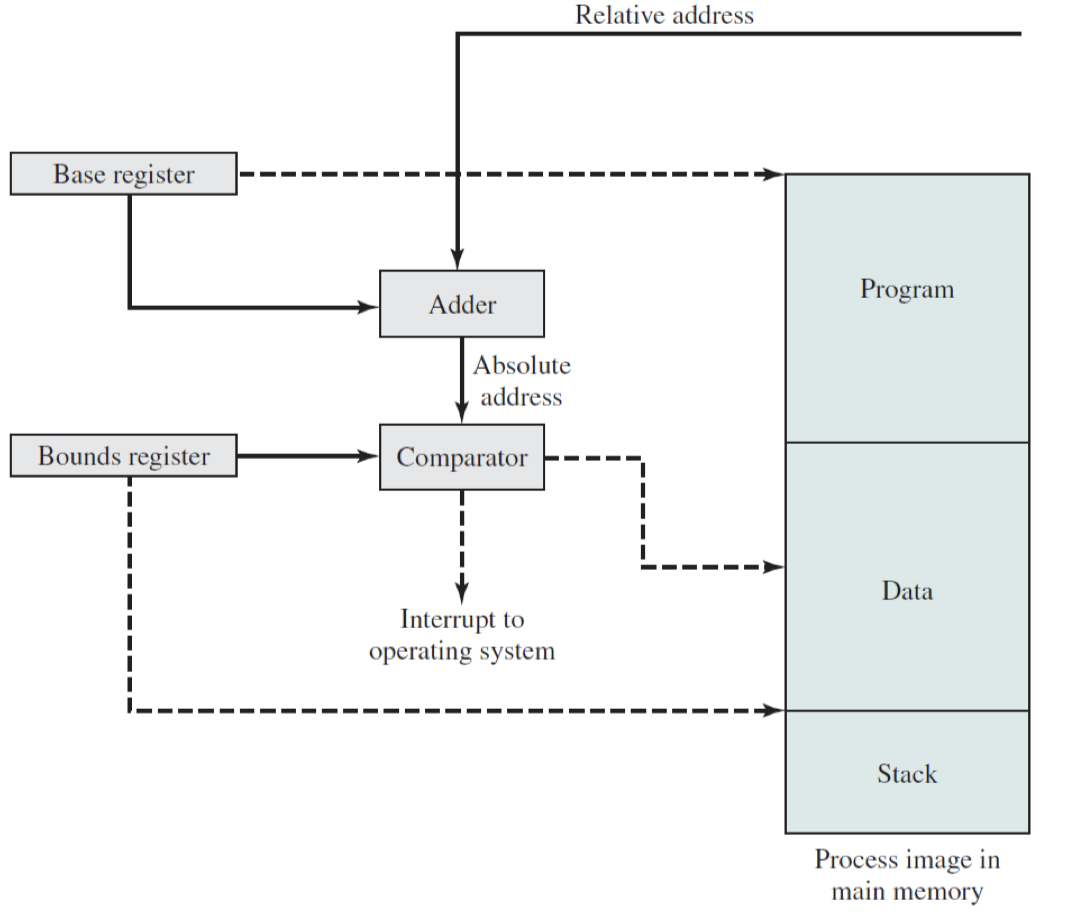 Relative address
Base register
Adder
Program
Absolute
address
Bounds register
Comparator
Data
Interrupt to
operating system
Stack
Process image in
main memory